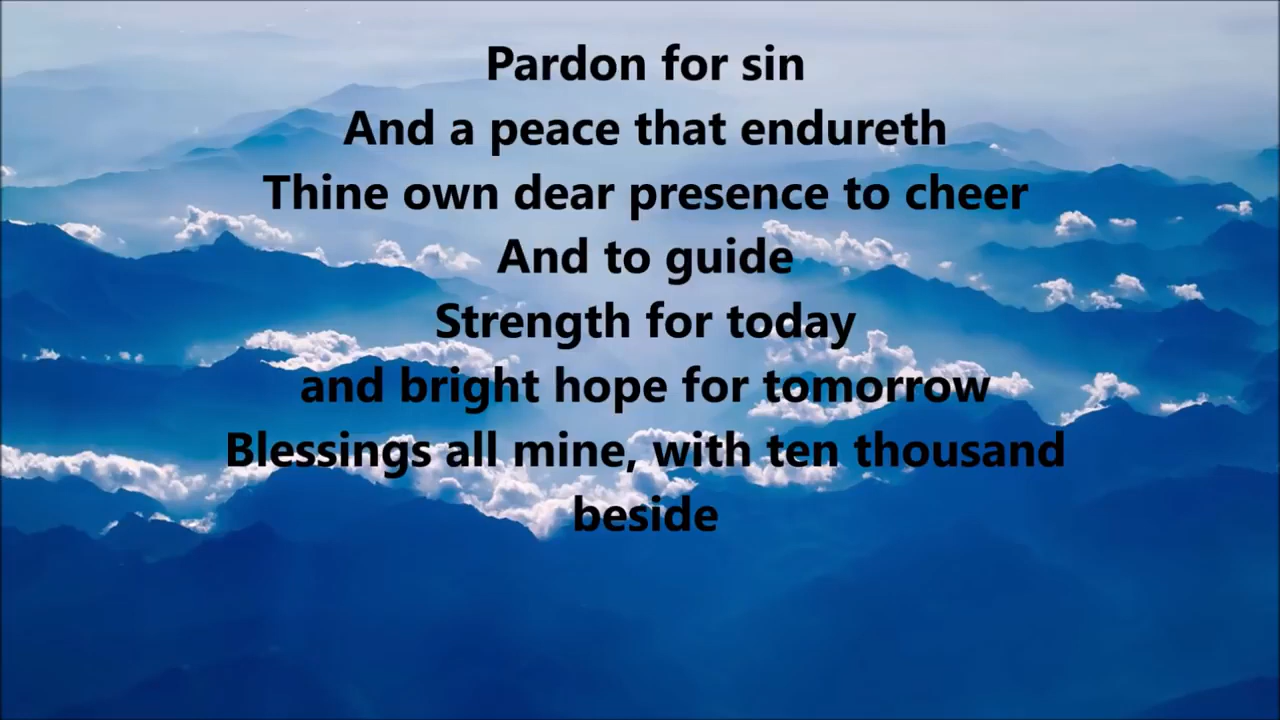 Pardon for sin
And a peace that endureth
Thine own dear presence to cheer
And to guide
Strength for today
and bright hope for tomorrow
Blessings all mine, with ten thousand
beside